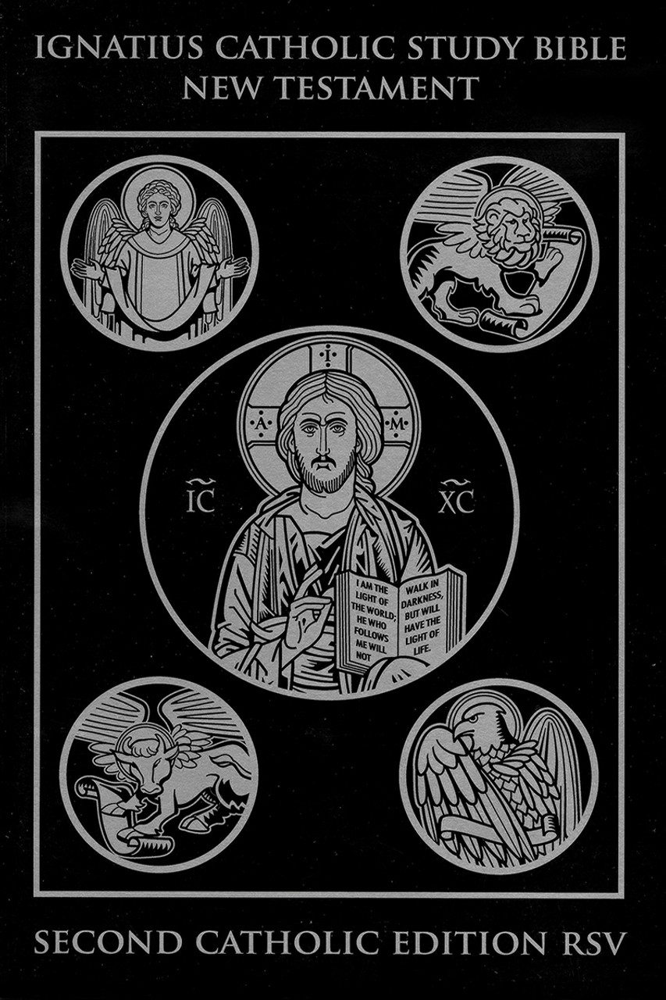 IGNATIUS CATHOLIC STUDY BIBLE
NEW TESTAMENT
·I·
·A·
·M·
IC
XC
I AM THE
LIGHT OF
THE WORLD;
HE WHO
FOLLOWS
ME WILL
NOT
WALK IN
DARKNESS,
BUT WILL
HAVE THE
LIGHT OF
LIFE.
SECOND CATHOLIC EDITION RSV